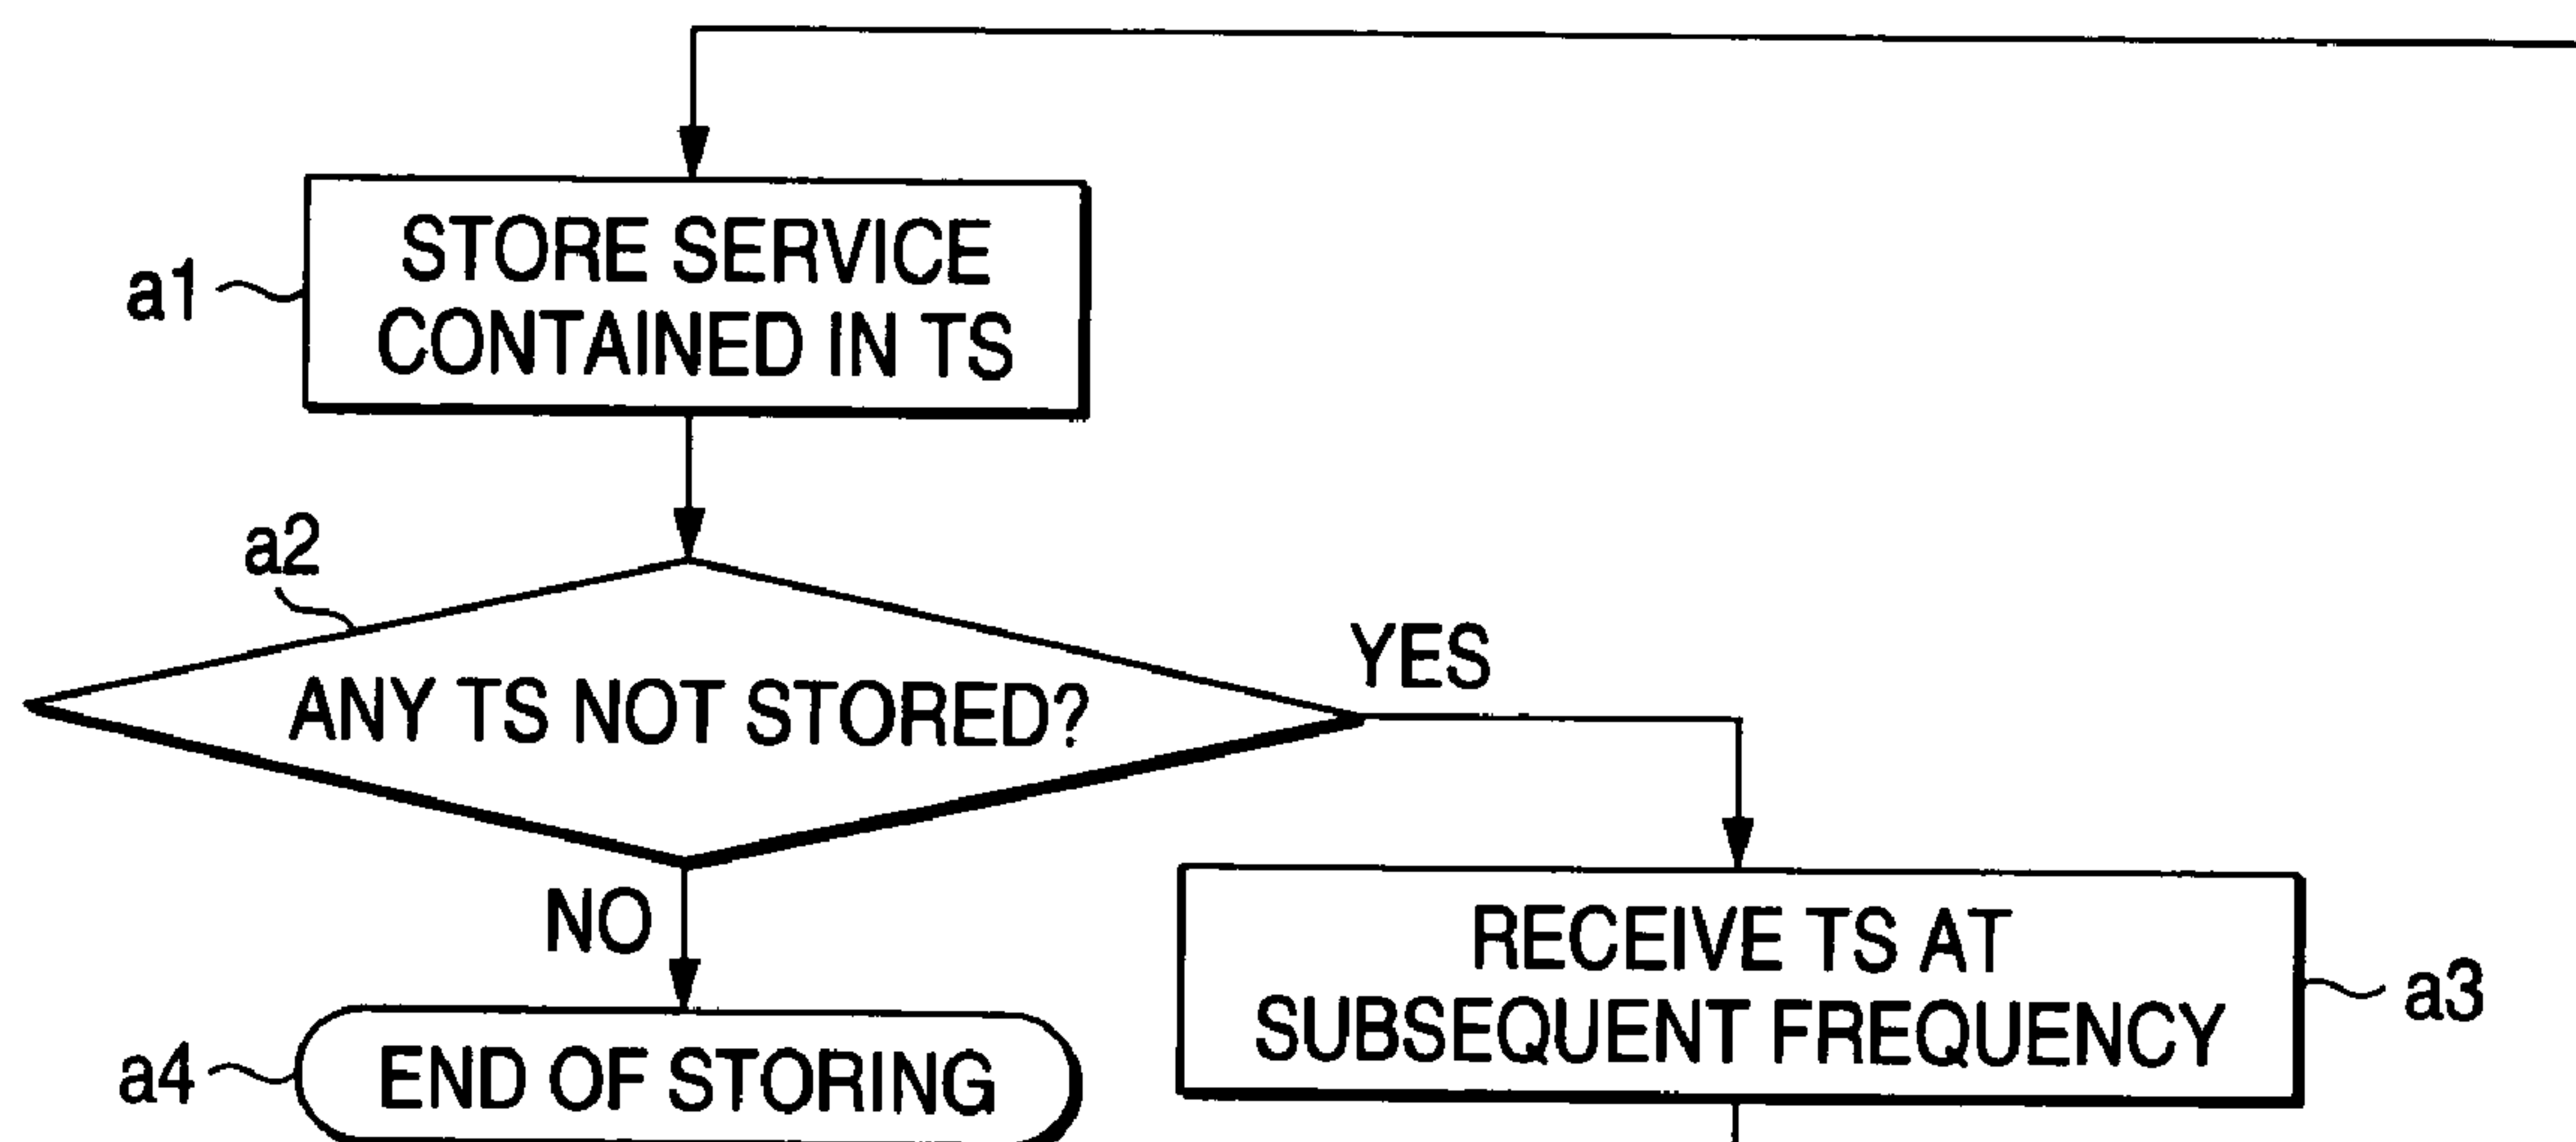 a1
STORE SERVICE
CONTAINED IN TS
a2
ANY TS NOT STORED?
YES
NO
RECEIVE TS AT
SUBSEQUENT FREQUENCY
a3
a4
END OF STORING